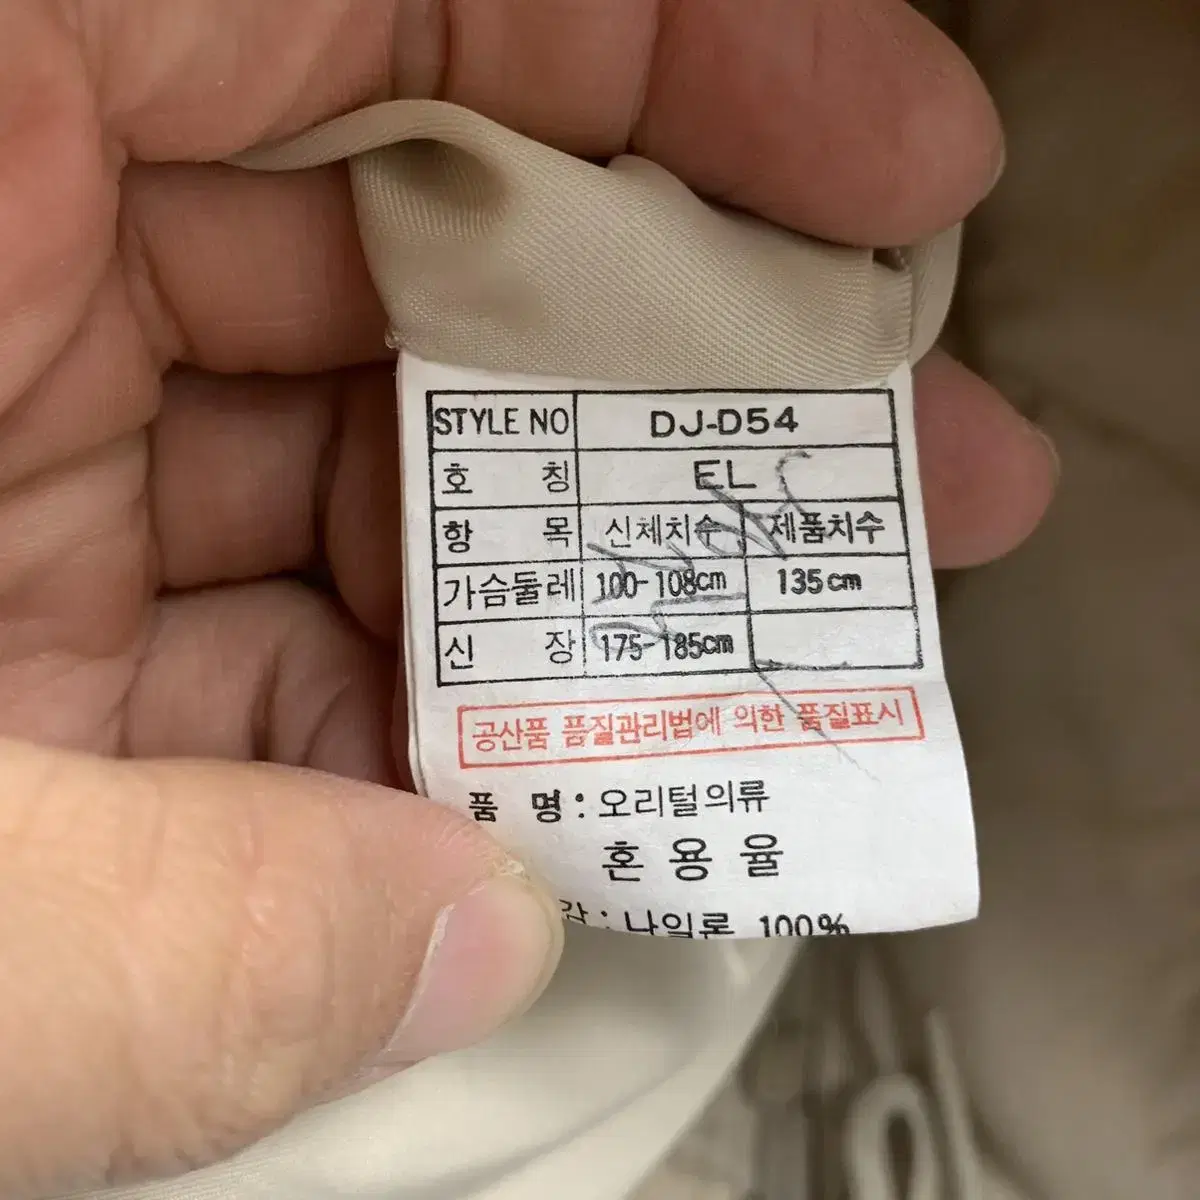 STYLE NO DJ-D54
호 칭 EL
항 목 신체치수 제품치수
가슴둘레 100-108cm 135cm
신 장 175-185cm
공산품 품질관리법에 의한 품질표시
품 명 : 오리털의류
혼 용 율
감 : 나일론 100%